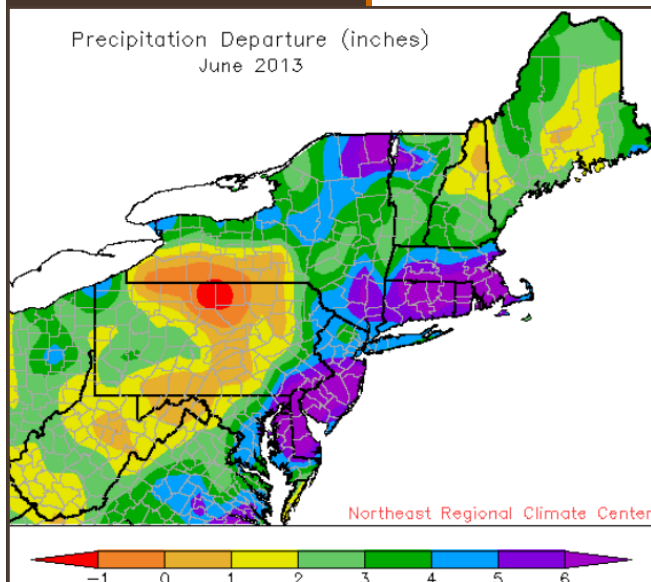 Precipitation Departure (inches)
June 2013
Northeast Regional Climate Center
-1 0 1 2 3 4 5 6